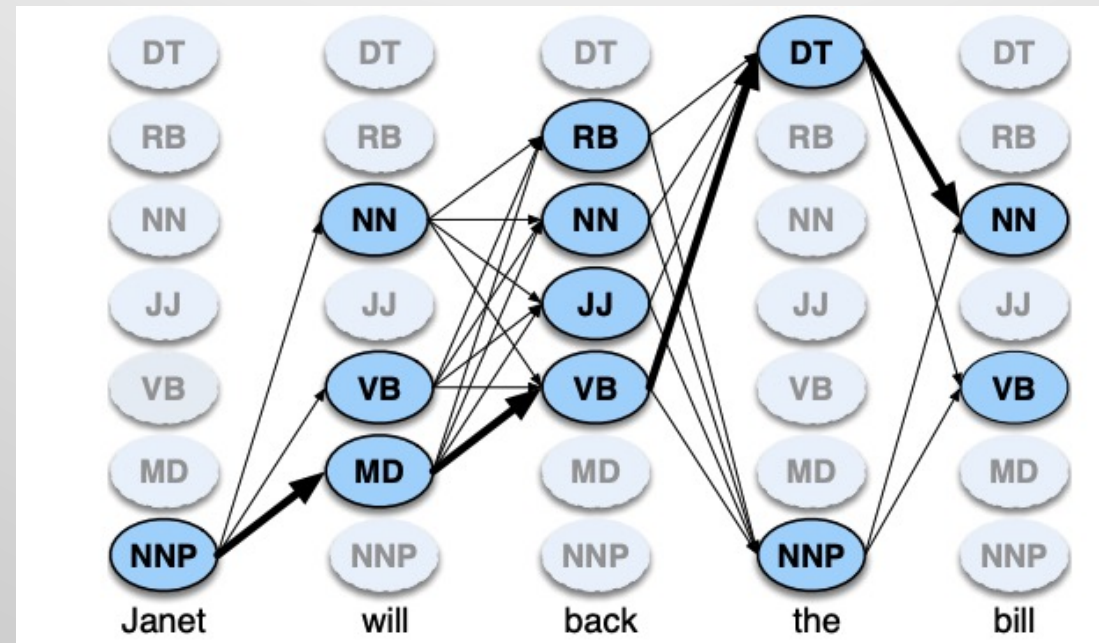 DT DT DT DT DT
RB RB RB RB RB
NN NN NN NN NN
JJ JJ JJ JJ JJ
VB VB VB VB VB
MD MD MD MD MD
NNP NNP NNP NNP NNP
Janet will back the bill